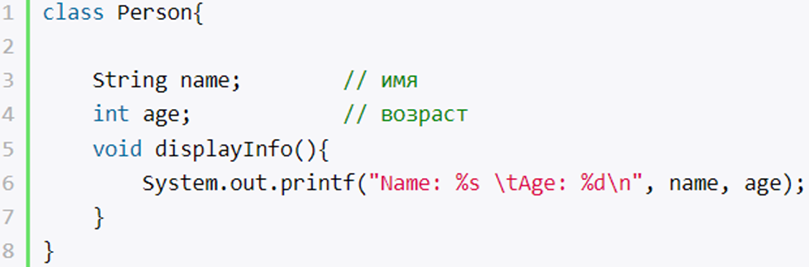 1 class Person{
2
3     String name;        // имя
4     int age;            // возраст
5     void displayInfo(){
6         System.out.printf("Name: %s \tAge: %d\n", name, age);
7     }
8 }